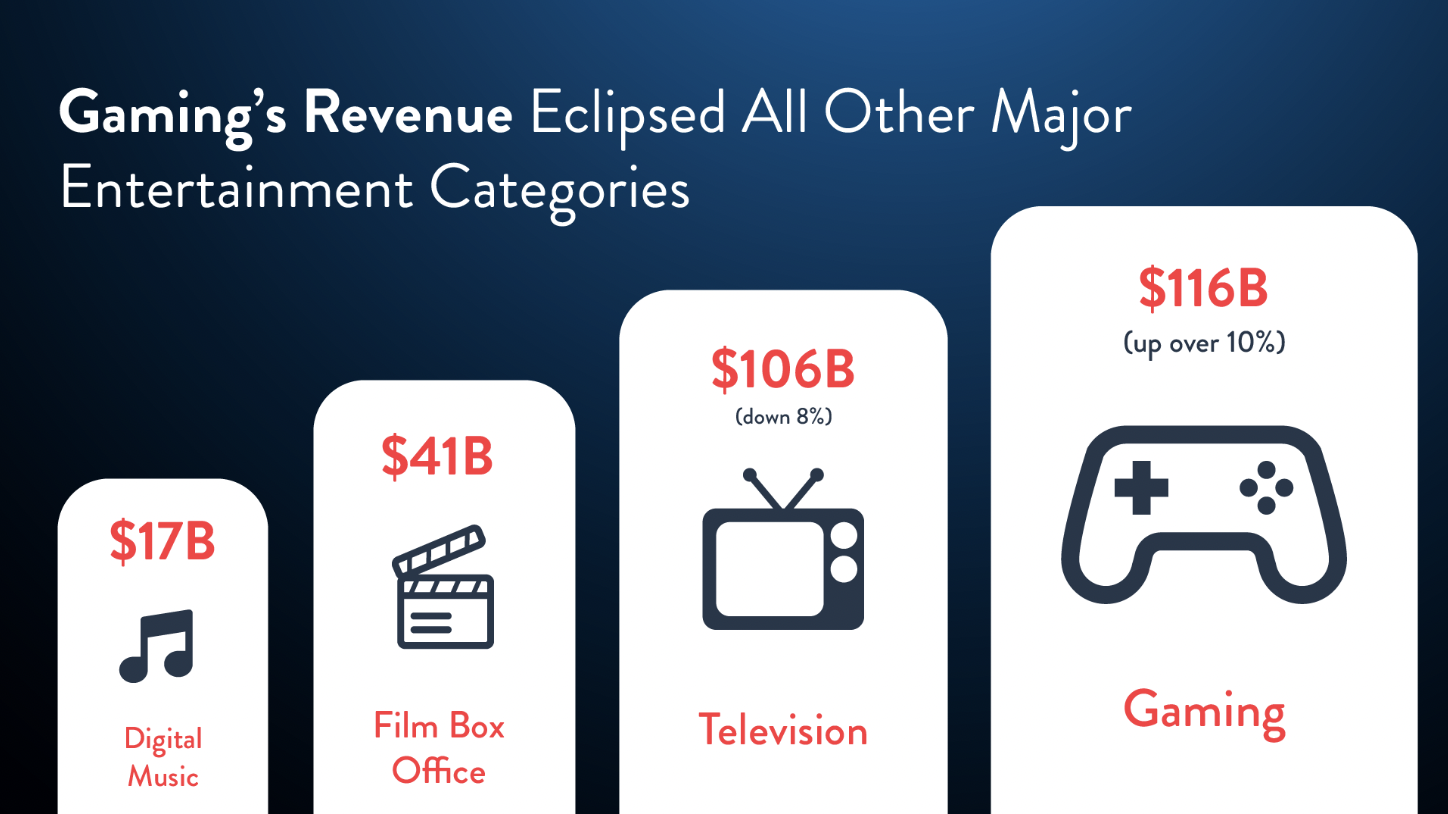 Gaming's Revenue Eclipsed All Other Major
Entertainment Categories
$17B
Digital
Music
$41B
Film Box
Office
$106B
(down 8%)
Television
$116B
(up over 10%)
Gaming